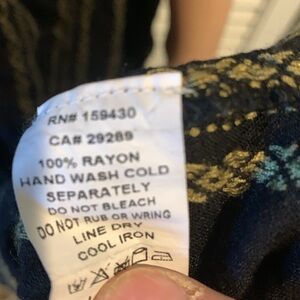 RN# 159430
CA# 29289
100% RAYON
HAND WASH COLD
SEPARATELY
DO NOT BLEACH
DO NOT RUB OR WRING
LINE DRY
COOL IRON